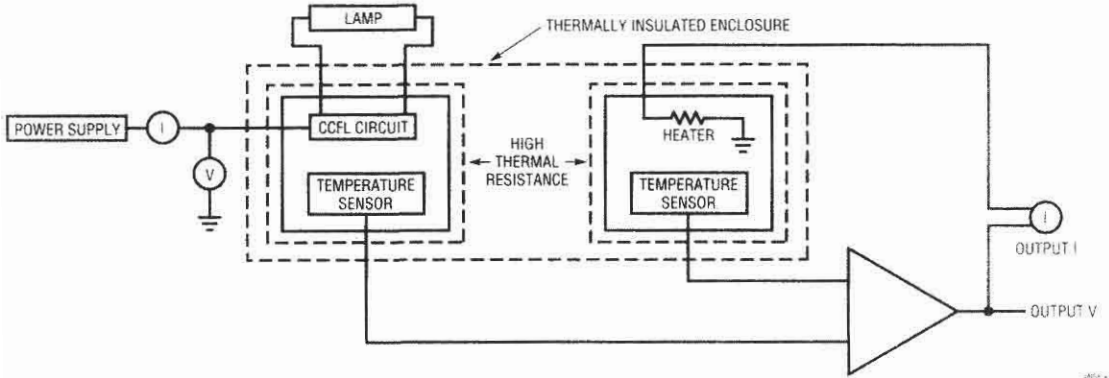 LAMP
THERMALLY INSULATED ENCLOSURE
POWER SUPPLY
I
CCFL CIRCUIT
HEATER
V
HIGH
THERMAL
RESISTANCE
TEMPERATURE
SENSOR
TEMPERATURE
SENSOR
I
OUTPUT I
OUTPUT V